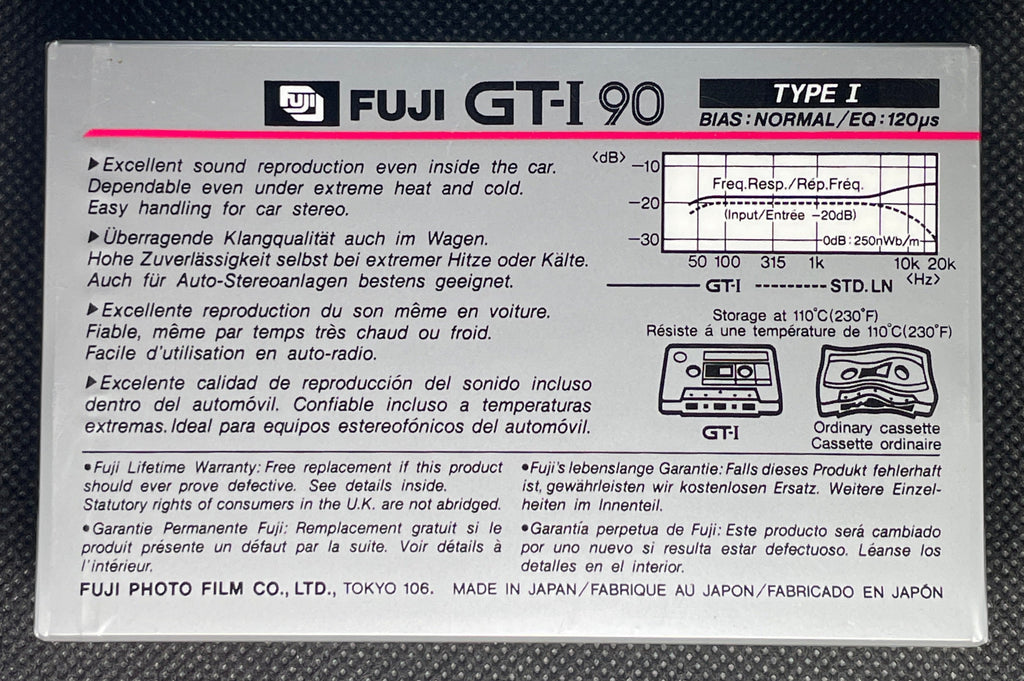 FUJI FUJI GT-I 90
TYPE I
BIAS: NORMAL/EQ: 120µs
▶Excellent sound reproduction even inside the car.
Dependable even under extreme heat and cold.
Easy handling for car stereo.
▶Überragende Klangqualität auch im Wagen.
Hohe Zuverlässigkeit selbst bei extremer Hitze oder Kälte.
Auch für Auto-Stereoanlagen bestens geeignet.
▶Excellente reproduction du son même en voiture.
Fiable, même par temps très chaud ou froid.
Facile d'utilisation en auto-radio.
▶Excelente calidad de reproducción del sonido incluso
dentro del automóvil. Confiable incluso a temperaturas
extremas. Ideal para equipos estereofónicos del automóvil.
<dB>
−10
−20
−30
Freq.Resp./Rép.Fréq.
(Input/Entrée −20dB)
0dB: 250nWb/m
50 100 315 1k 10k 20k
<Hz>
GT-I STD. LN
Storage at 110°C(230°F)
Résiste á une température de 110°C(230°F)
GT-I
Ordinary cassette
Cassette ordinaire
•Fuji Lifetime Warranty: Free replacement if this product
should ever prove defective. See details inside.
Statutory rights of consumers in the U.K. are not abridged.
•Fuji's lebenslange Garantie: Falls dieses Produkt fehlerhaft
ist, gewährleisten wir kostenlosen Ersatz. Weitere Einzel-
heiten im Innenteil.
•Garantie Permanente Fuji: Remplacement gratuit si le
produit présente un défaut par la suite. Voir détails à
l'intérieur.
•Garantía perpetua de Fuji: Este producto será cambiado
por uno nuevo si resulta estar defectuoso. Léanse los
detalles en el interior.
FUJI PHOTO FILM CO., LTD., TOKYO 106. MADE IN JAPAN/FABRIQUE AU JAPON/FABRICADO EN JAPÓN